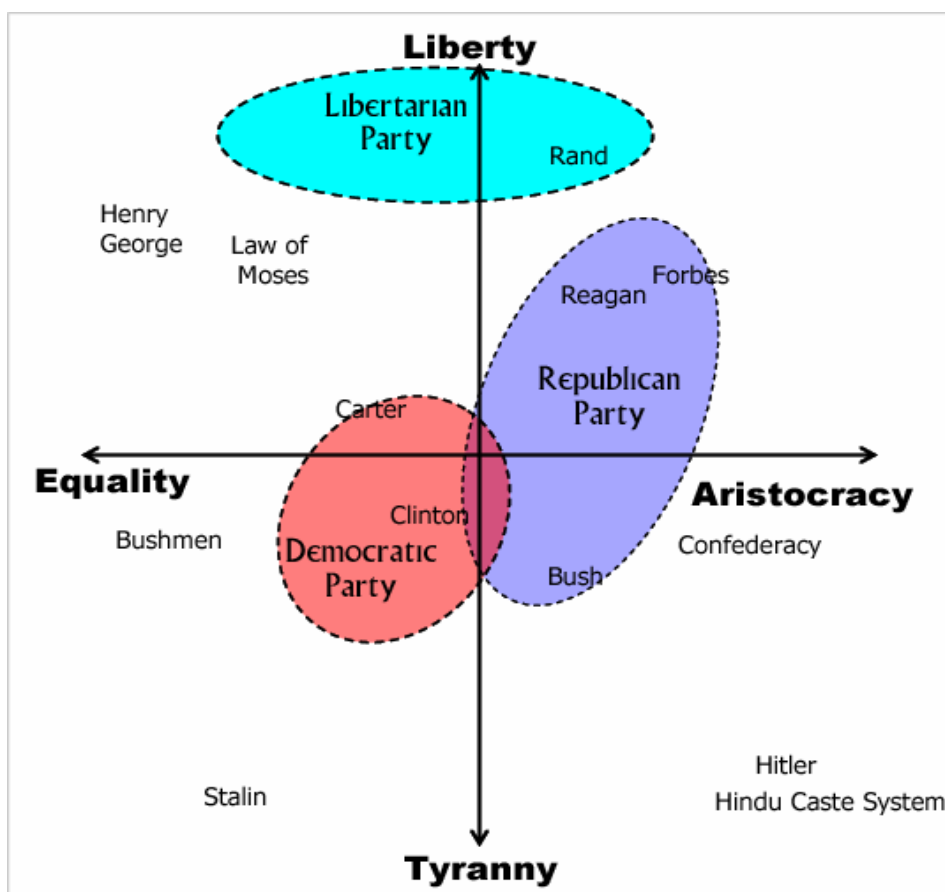 Liberty
Libertarian
Party
Rand
Henry
George
Law of
Moses
Forbes
Reagan
Republican
Party
Carter
Equality
Aristocracy
Clinton
Bushmen
Confederacy
Democratic
Party
Bush
Hitler
Stalin
Hindu Caste System
Tyranny